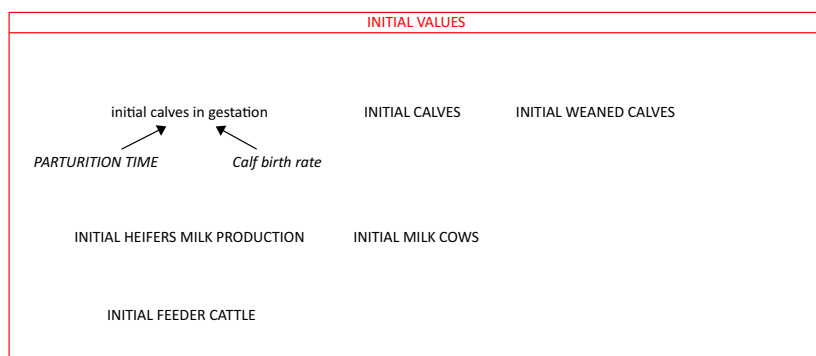 INITIAL VALUES
initial calves in gestation
INITIAL CALVES
INITIAL WEANED CALVES
PARTURITION TIME
Calf birth rate
INITIAL HEIFERS MILK PRODUCTION
INITIAL MILK COWS
INITIAL FEEDER CATTLE